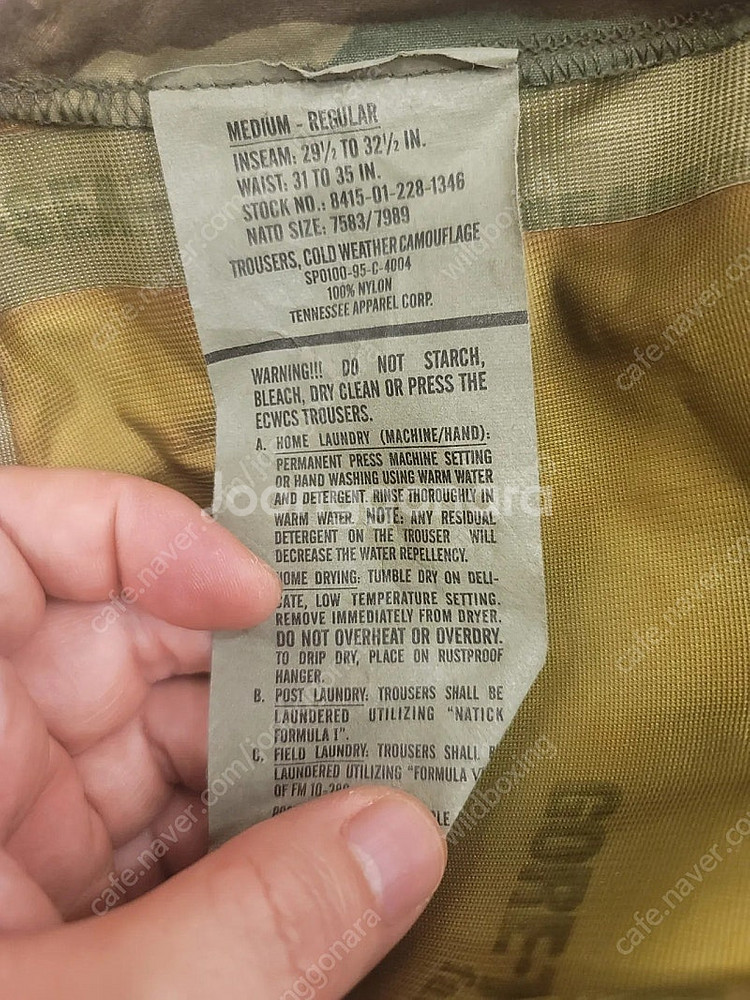 MEDIUM - REGULAR
INSEAM: 29½ TO 32½ IN.
WAIST: 31 TO 35 IN.
STOCK NO.: 8415-01-228-1346
NATO SIZE: 7583/7989
TROUSERS, COLD WEATHER CAMOUFLAGE
SPO100-95-C-4004
100% NYLON
TENNESSEE APPAREL CORP.
WARNING!!! DO NOT STARCH,
BLEACH, DRY CLEAN OR PRESS THE
ECWCS TROUSERS.
A. HOME LAUNDRY (MACHINE/HAND):
PERMANENT PRESS MACHINE SETTING
OR HAND WASHING USING WARM WATER
AND DETERGENT. RINSE THOROUGHLY IN
WARM WATER. NOTE: ANY RESIDUAL
DETERGENT ON THE TROUSER WILL
DECREASE THE WATER REPELLENCY.
HOME DRYING: TUMBLE DRY ON DELI-
CATE, LOW TEMPERATURE SETTING.
REMOVE IMMEDIATELY FROM DRYER.
DO NOT OVERHEAT OR OVERDRY.
TO DRIP DRY, PLACE ON RUSTPROOF
HANGER.
B. POST LAUNDRY: TROUSERS SHALL BE
LAUNDERED UTILIZING "NATICK
FORMULA I".
C. FIELD LAUNDRY: TROUSERS SHALL
LAUNDERED UTILIZING "FORMULA
OF FM
GORE-
cafe.naver.com
wildboxing